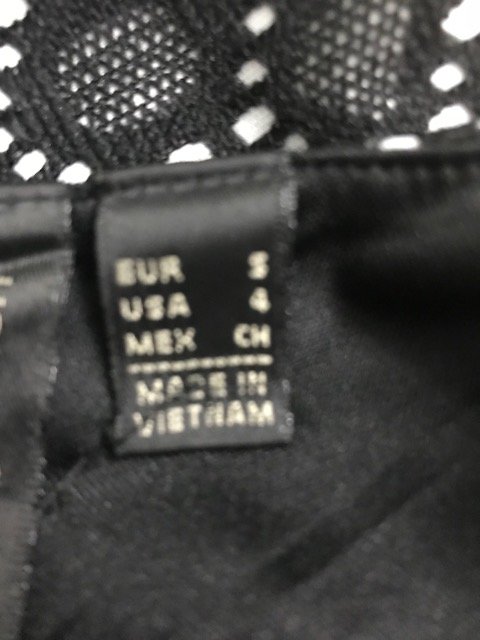 EUR S
USA 4
MEX CH
MADE IN
VIETNAM